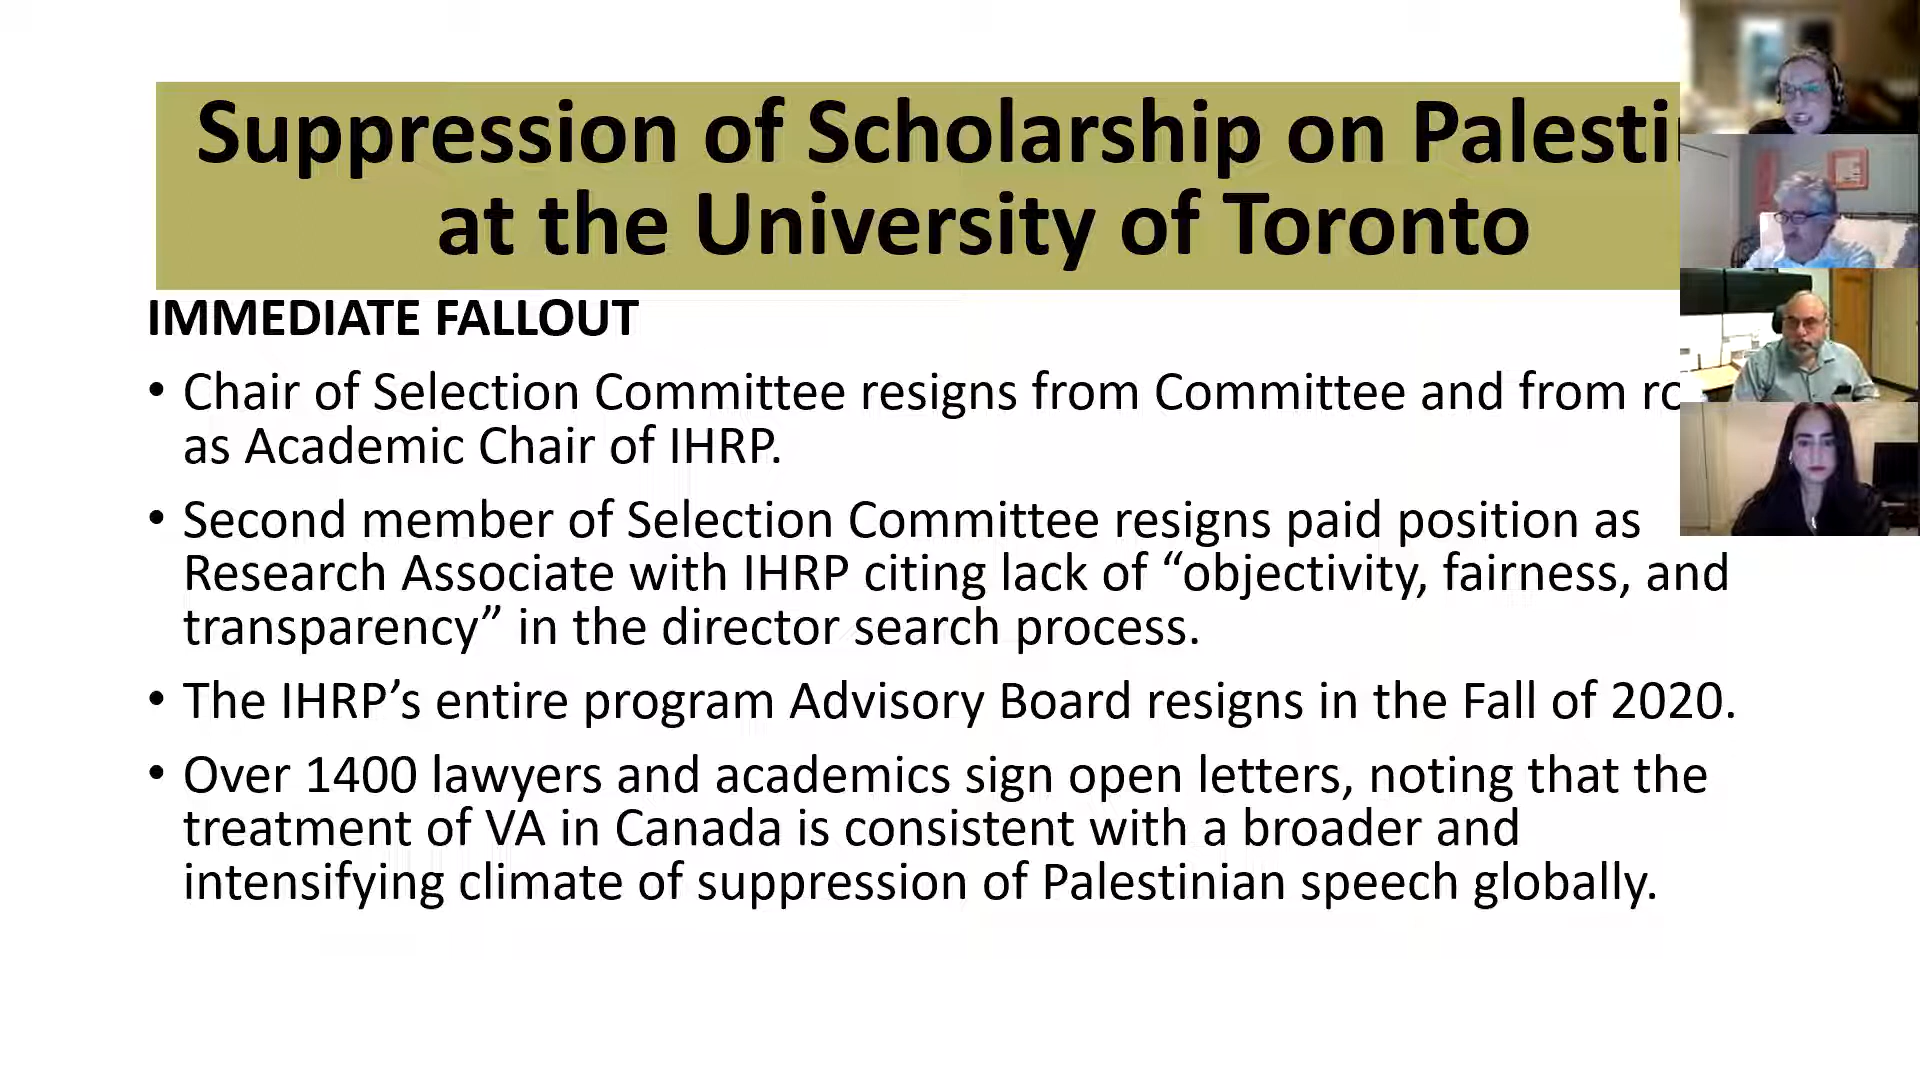 Suppression of Scholarship on
at the University of Toronto
IMMEDIATE FALLOUT
• Chair of Selection Committee resigns from Committee and from
as Academic Chair of IHRP.
• Second member of Selection Committee resigns paid position as
Research Associate with IHRP citing lack of “objectivity, fairness, and
transparency” in the director search process.
• The IHRP’s entire program Advisory Board resigns in the Fall of 2020.
• Over 1400 lawyers and academics sign open letters, noting that the
treatment of VA in Canada is consistent with a broader and
intensifying climate of suppression of Palestinian speech globally.